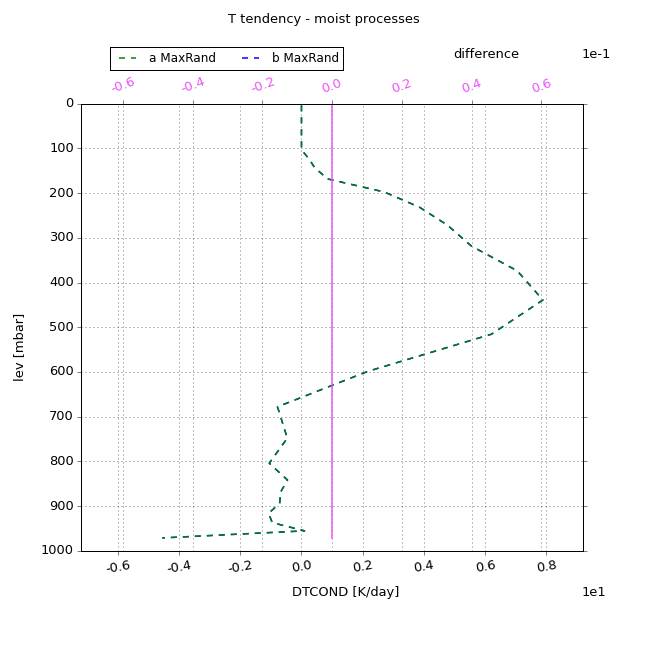 T tendency - moist processes
a MaxRand b MaxRand difference 1e-1
-0.6 -0.4 -0.2 0.0 0.2 0.4 0.6
0
100
200
300
400
500
600
700
800
900
1000
lev [mbar]
-0.6 -0.4 -0.2 0.0 0.2 0.4 0.6 0.8
DTCOND [K/day] 1e1